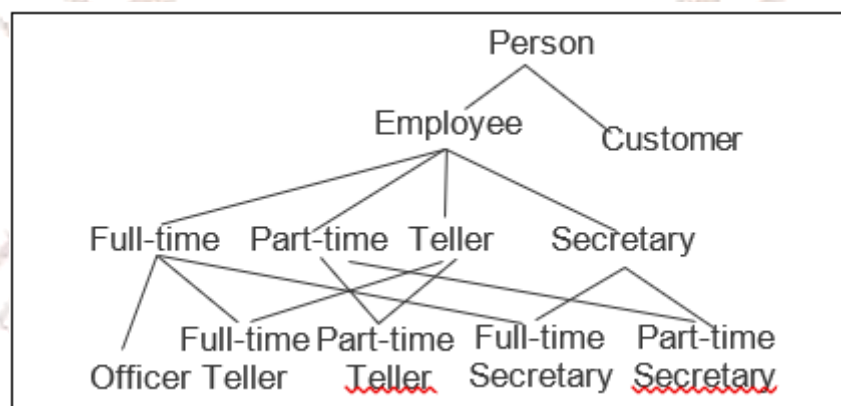 Person
Employee
Customer
Full-time Part-time Teller Secretary
Full-time Part-time Full-time Part-time
Officer Teller Teller Secretary Secretary